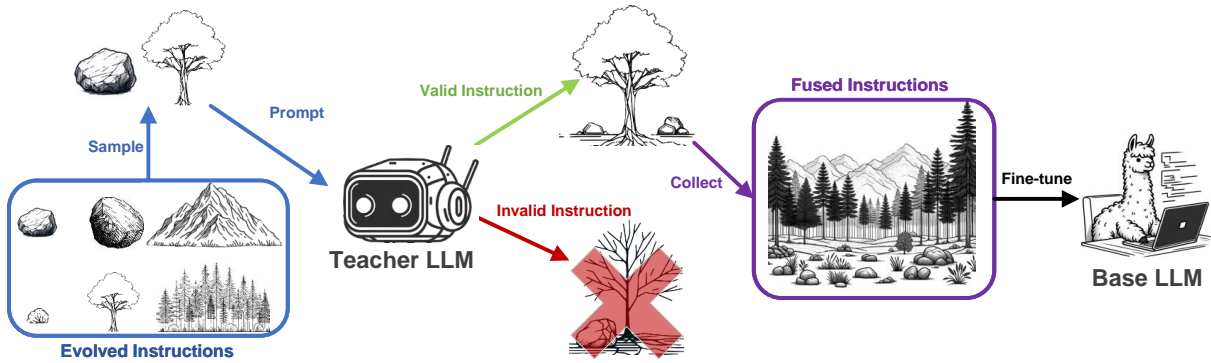 Sample
Prompt
Evolved Instructions
Teacher LLM
Valid Instruction
Invalid Instruction
Collect
Fused Instructions
Fine-tune
Base LLM